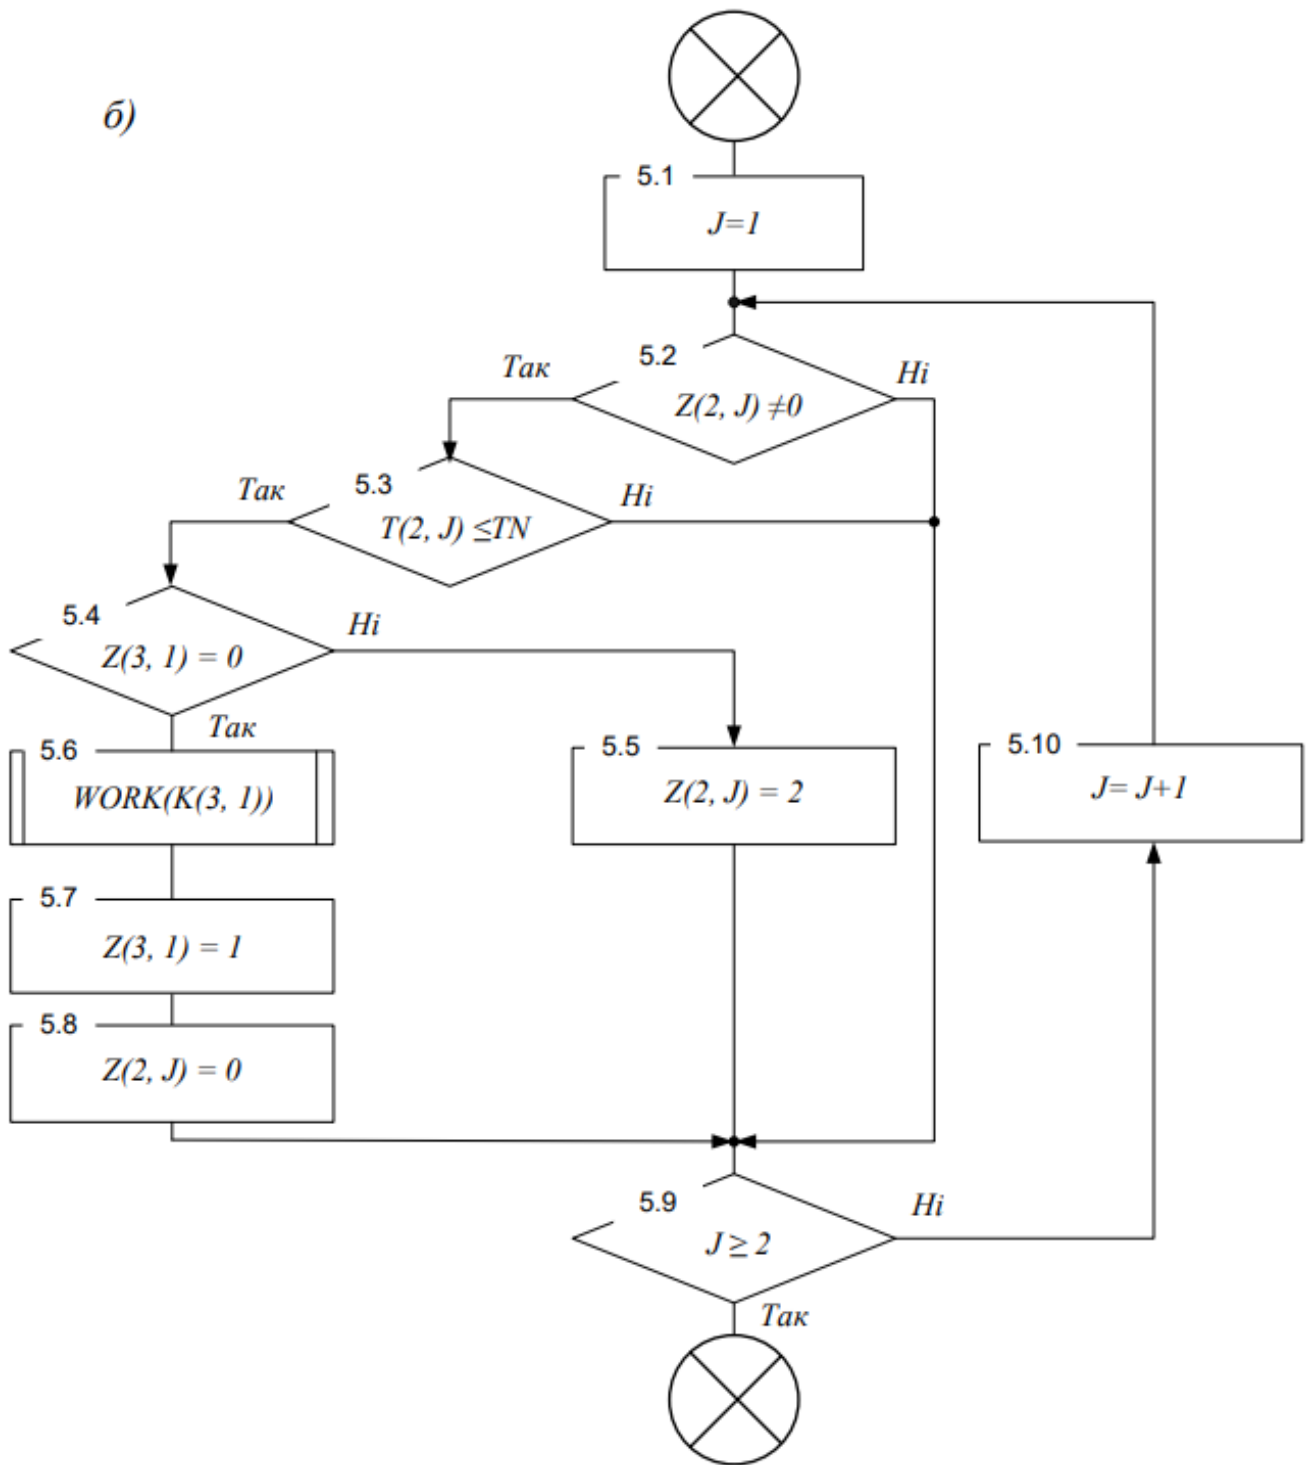 б)
5.1
J=1
5.2
Так
Ні
Z(2, J) ≠0
5.3
Так
Ні
T(2, J) ≤TN
5.4
Ні
Z(3, 1) = 0
Так
5.6
WORK(K(3, 1))
5.5
Z(2, J) = 2
5.10
J= J+1
5.7
Z(3, 1) = 1
5.8
Z(2, J) = 0
5.9
Ні
J ≥ 2
Так